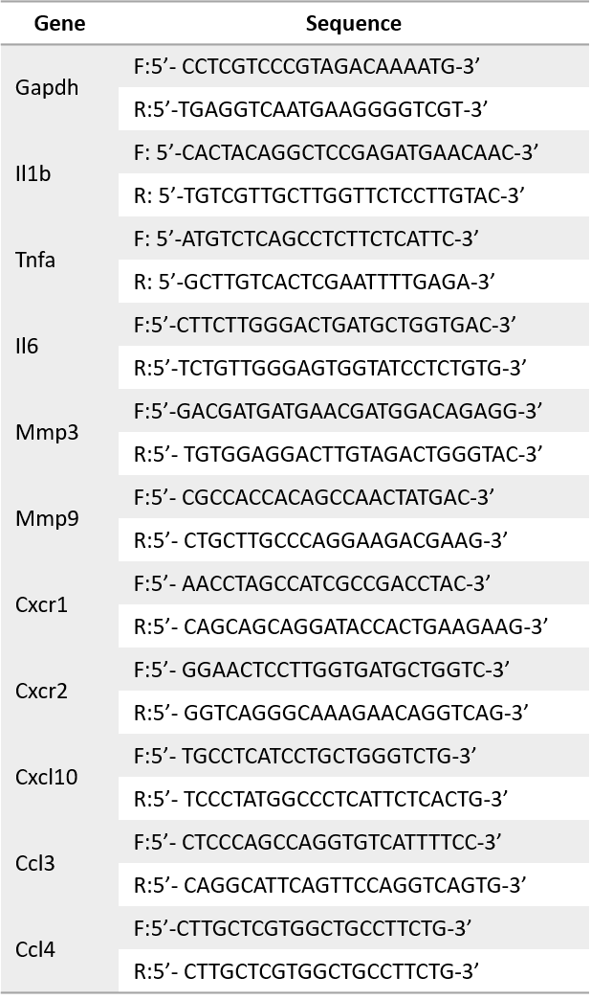 Gene Sequence
Gapdh
F:5’- CCTCGTCCCGTAGACAAAATG-3’
R:5’-TGAGGTCAATGAAGGGGTCGT-3’
Il1b
F: 5’-CACTACAGGCTCCGAGATGAACAAC-3’
R: 5’-TGTCGTTGCTTGGTTCTCCTTGTAC-3’
Tnfa
F: 5’-ATGTCTCAGCCTCTTCTCATTC-3’
R: 5’-GCTTGTCACTCGAATTTTGAGA-3’
Il6
F:5’-CTTCTTGGGACTGATGCTGGTGAC-3’
R:5’-TCTGTTGGGAGTGGTATCCTCTGTG-3’
Mmp3
F:5’-GACGATGATGAACGATGGACAGAGG-3’
R:5’- TGTGGAGGACTTGTAGACTGGGTAC-3’
Mmp9
F:5’- CGCCACCACAGCCAACTATGAC-3’
R:5’- CTGCTTGCCCAGGAAGACGAAG-3’
Cxcr1
F:5’- AACCTAGCCATCGCCGACCTAC-3’
R:5’- CAGCAGCAGGATACCACTGAAGAAG-3’
Cxcr2
F:5’- GGAACTCCTTGGTGATGCTGGTC-3’
R:5’- GGTCAGGGCAAAGAACAGGTCAG-3’
Cxcl10
F:5’- TGCCTCATCCTGCTGGGTCTG-3’
R:5’- TCCCTATGGCCCTCATTCTCACTG-3’
Ccl3
F:5’- CTCCCAGCCAGGTGTCATTTTCC-3’
R:5’- CAGGCATTCAGTTCCAGGTCAGTG-3’
Ccl4
F:5’-CTTGCTCGTGGCTGCCTTCTG-3’
R:5’- CTTGCTCGTGGCTGCCTTCTG-3’